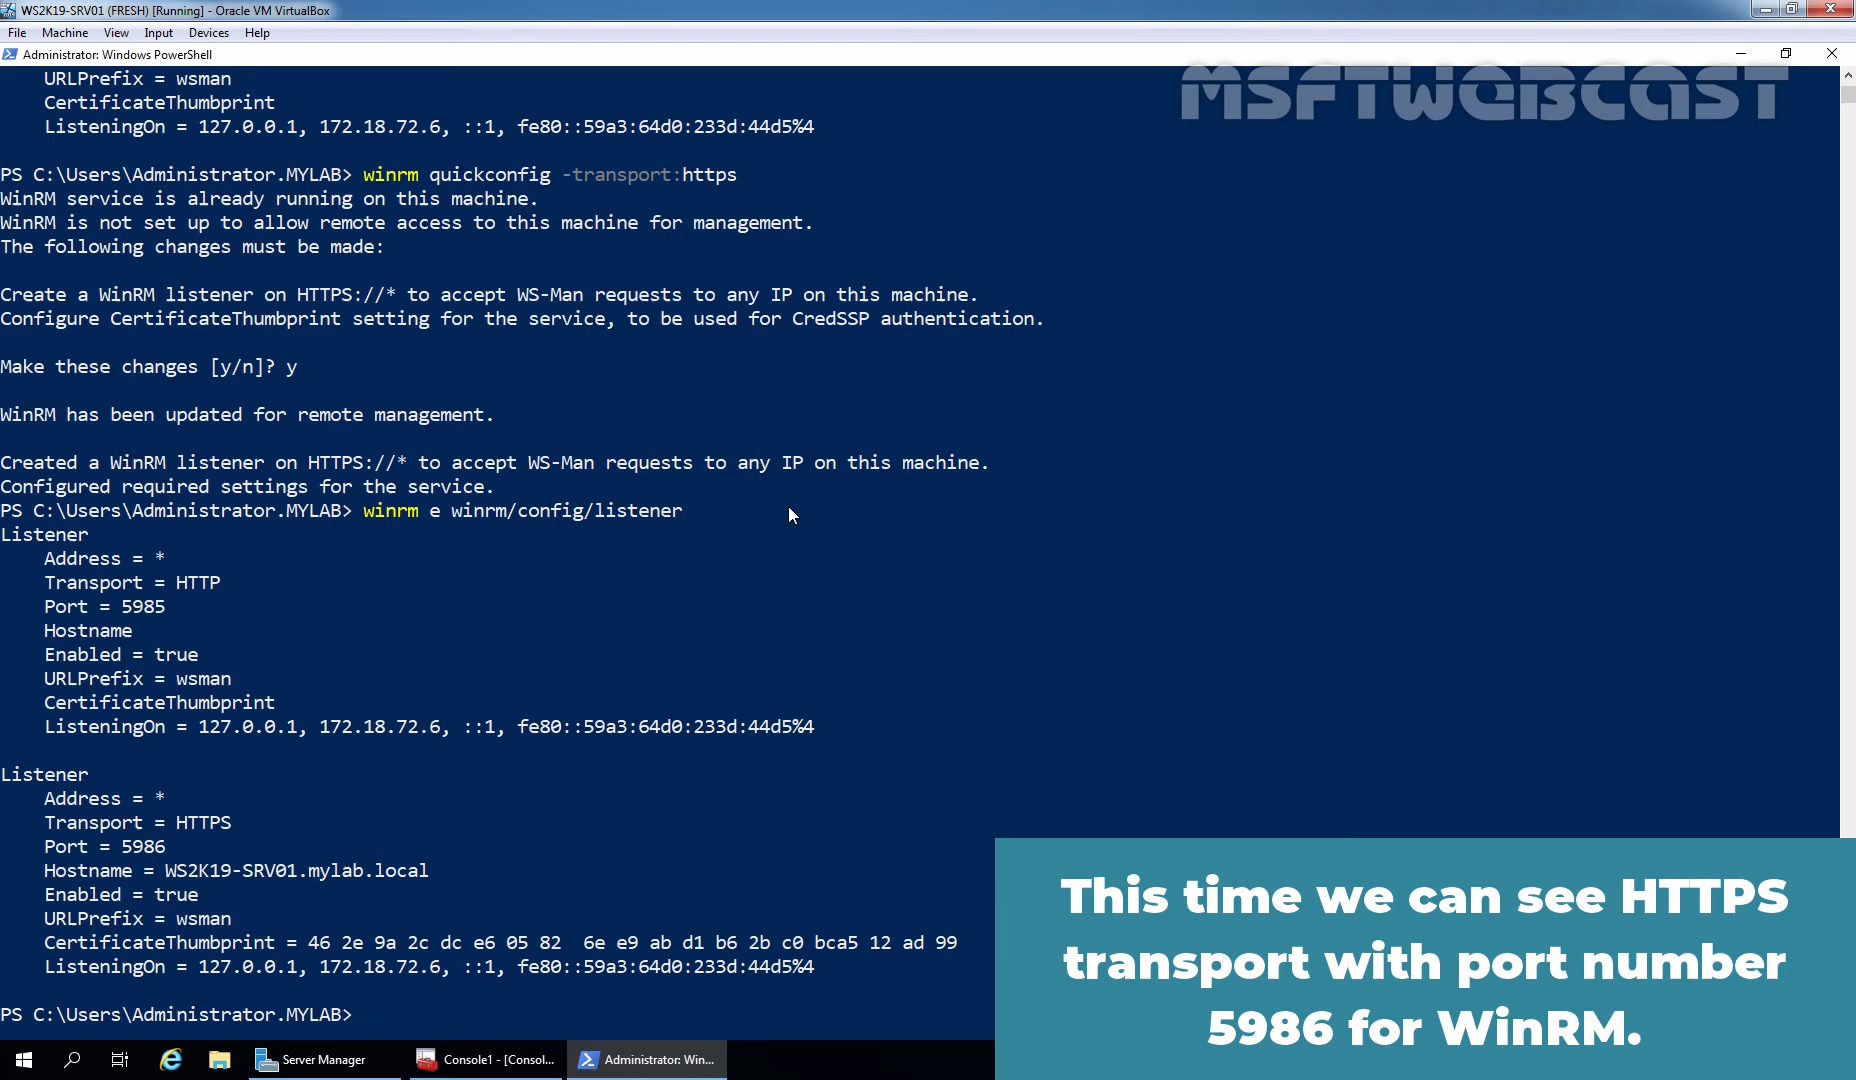 WS2K19-SRV01 (FRESH) [Running] - Oracle VM VirtualBox
File Machine View Input Devices Help
Administrator: Windows PowerShell
MSFTWEBCAST
URLPrefix = wsman
CertificateThumbprint
ListeningOn = 127.0.0.1, 172.18.72.6, ::1, fe80::59a3:64d0:233d:44d5%4
PS C:\Users\Administrator.MYLAB> winrm quickconfig -transport:https
WinRM service is already running on this machine.
WinRM is not set up to allow remote access to this machine for management.
The following changes must be made:
Create a WinRM listener on HTTPS://* to accept WS-Man requests to any IP on this machine.
Configure CertificateThumbprint setting for the service, to be used for CredSSP authentication.
Make these changes [y/n]? y
WinRM has been updated for remote management.
Created a WinRM listener on HTTPS://* to accept WS-Man requests to any IP on this machine.
Configured required settings for the service.
PS C:\Users\Administrator.MYLAB> winrm e winrm/config/listener
Listener
Address = *
Transport = HTTP
Port = 5985
Hostname
Enabled = true
URLPrefix = wsman
CertificateThumbprint
ListeningOn = 127.0.0.1, 172.18.72.6, ::1, fe80::59a3:64d0:233d:44d5%4
Listener
Address = *
Transport = HTTPS
Port = 5986
Hostname = WS2K19-SRV01.mylab.local
Enabled = true
URLPrefix = wsman
CertificateThumbprint = 46 2e 9a 2c dc e6 05 82  6e e9 ab d1 b6 2b c0 bca5 12 ad 99
ListeningOn = 127.0.0.1, 172.18.72.6, ::1, fe80::59a3:64d0:233d:44d5%4
PS C:\Users\Administrator.MYLAB>
This time we can see HTTPS
transport with port number
5986 for WinRM.
Server Manager
Console1 - [Consol...
Administrator: Win...